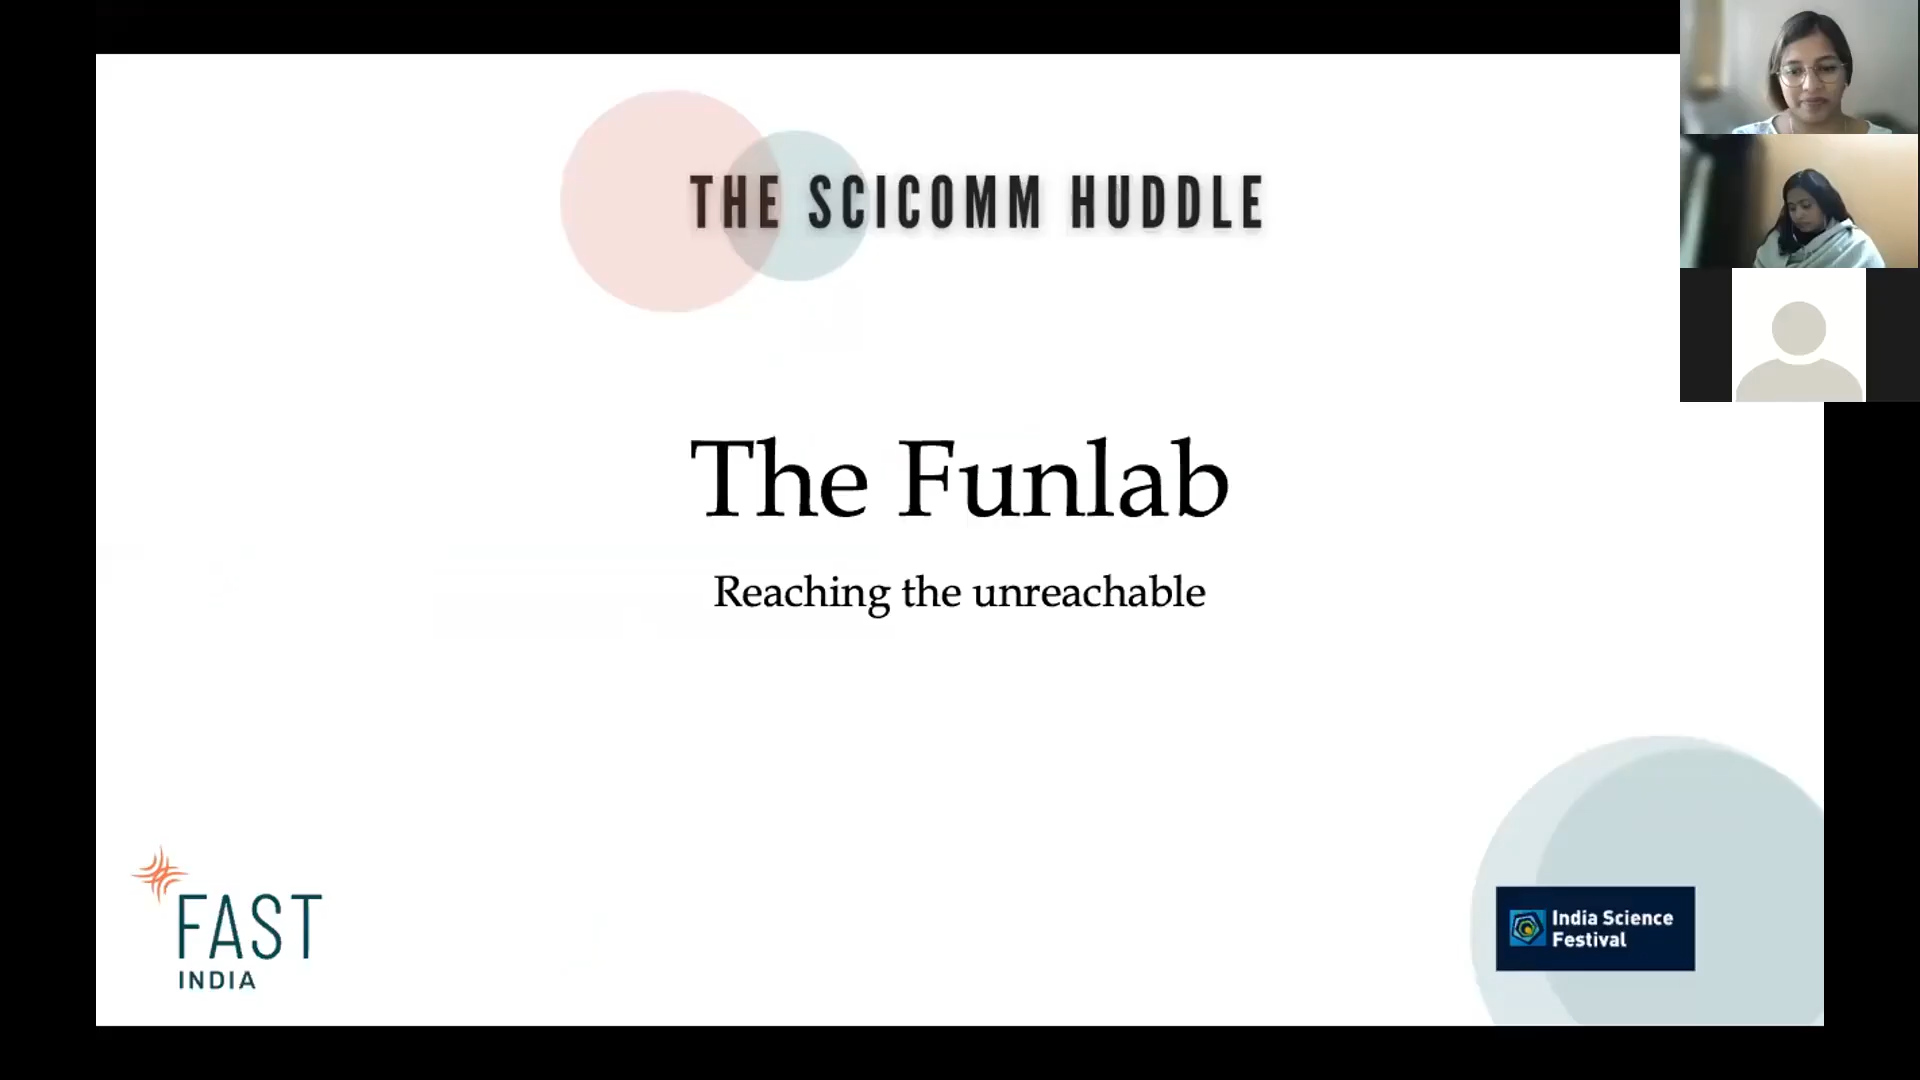 THE SCICOMM HUDDLE
The Funlab
Reaching the unreachable
FAST
INDIA
India Science
Festival